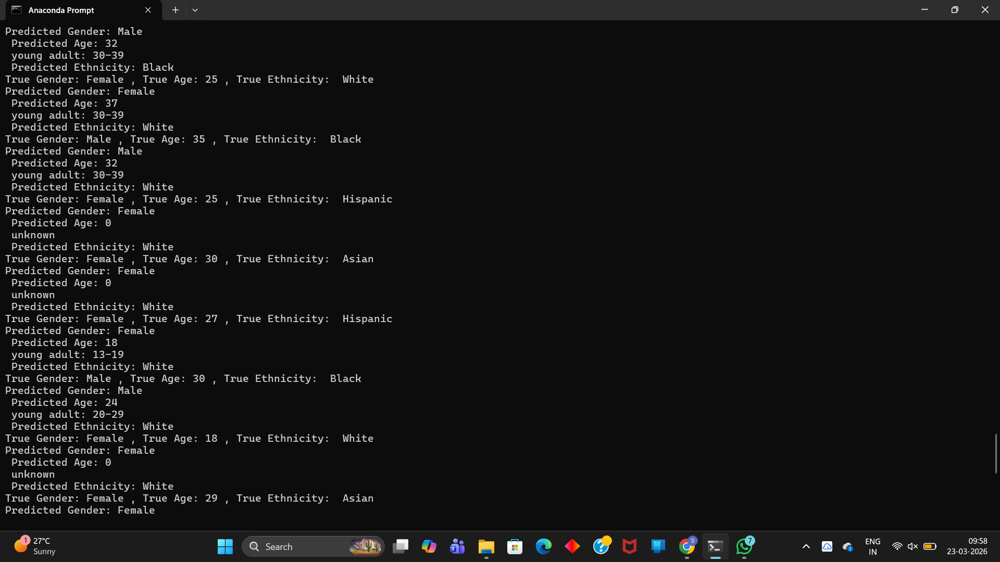 Anaconda Prompt
Predicted Gender: Male
Predicted Age: 32
young adult: 30-39
Predicted Ethnicity: Black
True Gender: Female , True Age: 25 , True Ethnicity:  White
Predicted Gender: Female
Predicted Age: 37
young adult: 30-39
Predicted Ethnicity: White
True Gender: Male , True Age: 35 , True Ethnicity:  Black
Predicted Gender: Male
Predicted Age: 32
young adult: 30-39
Predicted Ethnicity: White
True Gender: Female , True Age: 25 , True Ethnicity:  Hispanic
Predicted Gender: Female
Predicted Age: 0
unknown
Predicted Ethnicity: White
True Gender: Female , True Age: 30 , True Ethnicity:  Asian
Predicted Gender: Female
Predicted Age: 0
unknown
Predicted Ethnicity: White
True Gender: Female , True Age: 27 , True Ethnicity:  Hispanic
Predicted Gender: Female
Predicted Age: 18
young adult: 13-19
Predicted Ethnicity: White
True Gender: Male , True Age: 30 , True Ethnicity:  Black
Predicted Gender: Male
Predicted Age: 24
young adult: 20-29
Predicted Ethnicity: White
True Gender: Female , True Age: 18 , True Ethnicity:  White
Predicted Gender: Female
Predicted Age: 0
unknown
Predicted Ethnicity: White
True Gender: Female , True Age: 29 , True Ethnicity:  Asian
Predicted Gender: Female
1
27°C
Sunny
Search
S
7
ENG
IN
09:58
23-03-2026